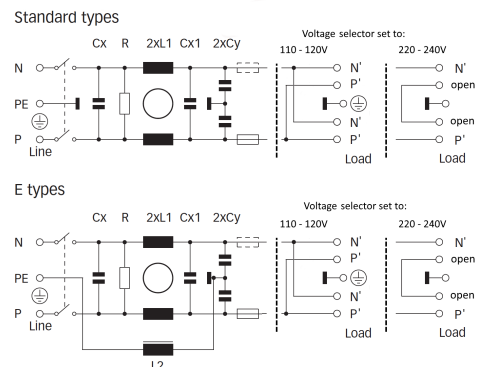 Standard types
Cx R 2xL1 Cx1 2xCy
Voltage selector set to:
110 - 120V 220 - 240V
N N' N'
P' open
PE
N' open
P P' P'
Line Load Load
E types
Cx R 2xL1 Cx1 2xCy
Voltage selector set to:
110 - 120V 220 - 240V
N N' N'
P' open
PE
N' open
P P' P'
Line Load Load
L2